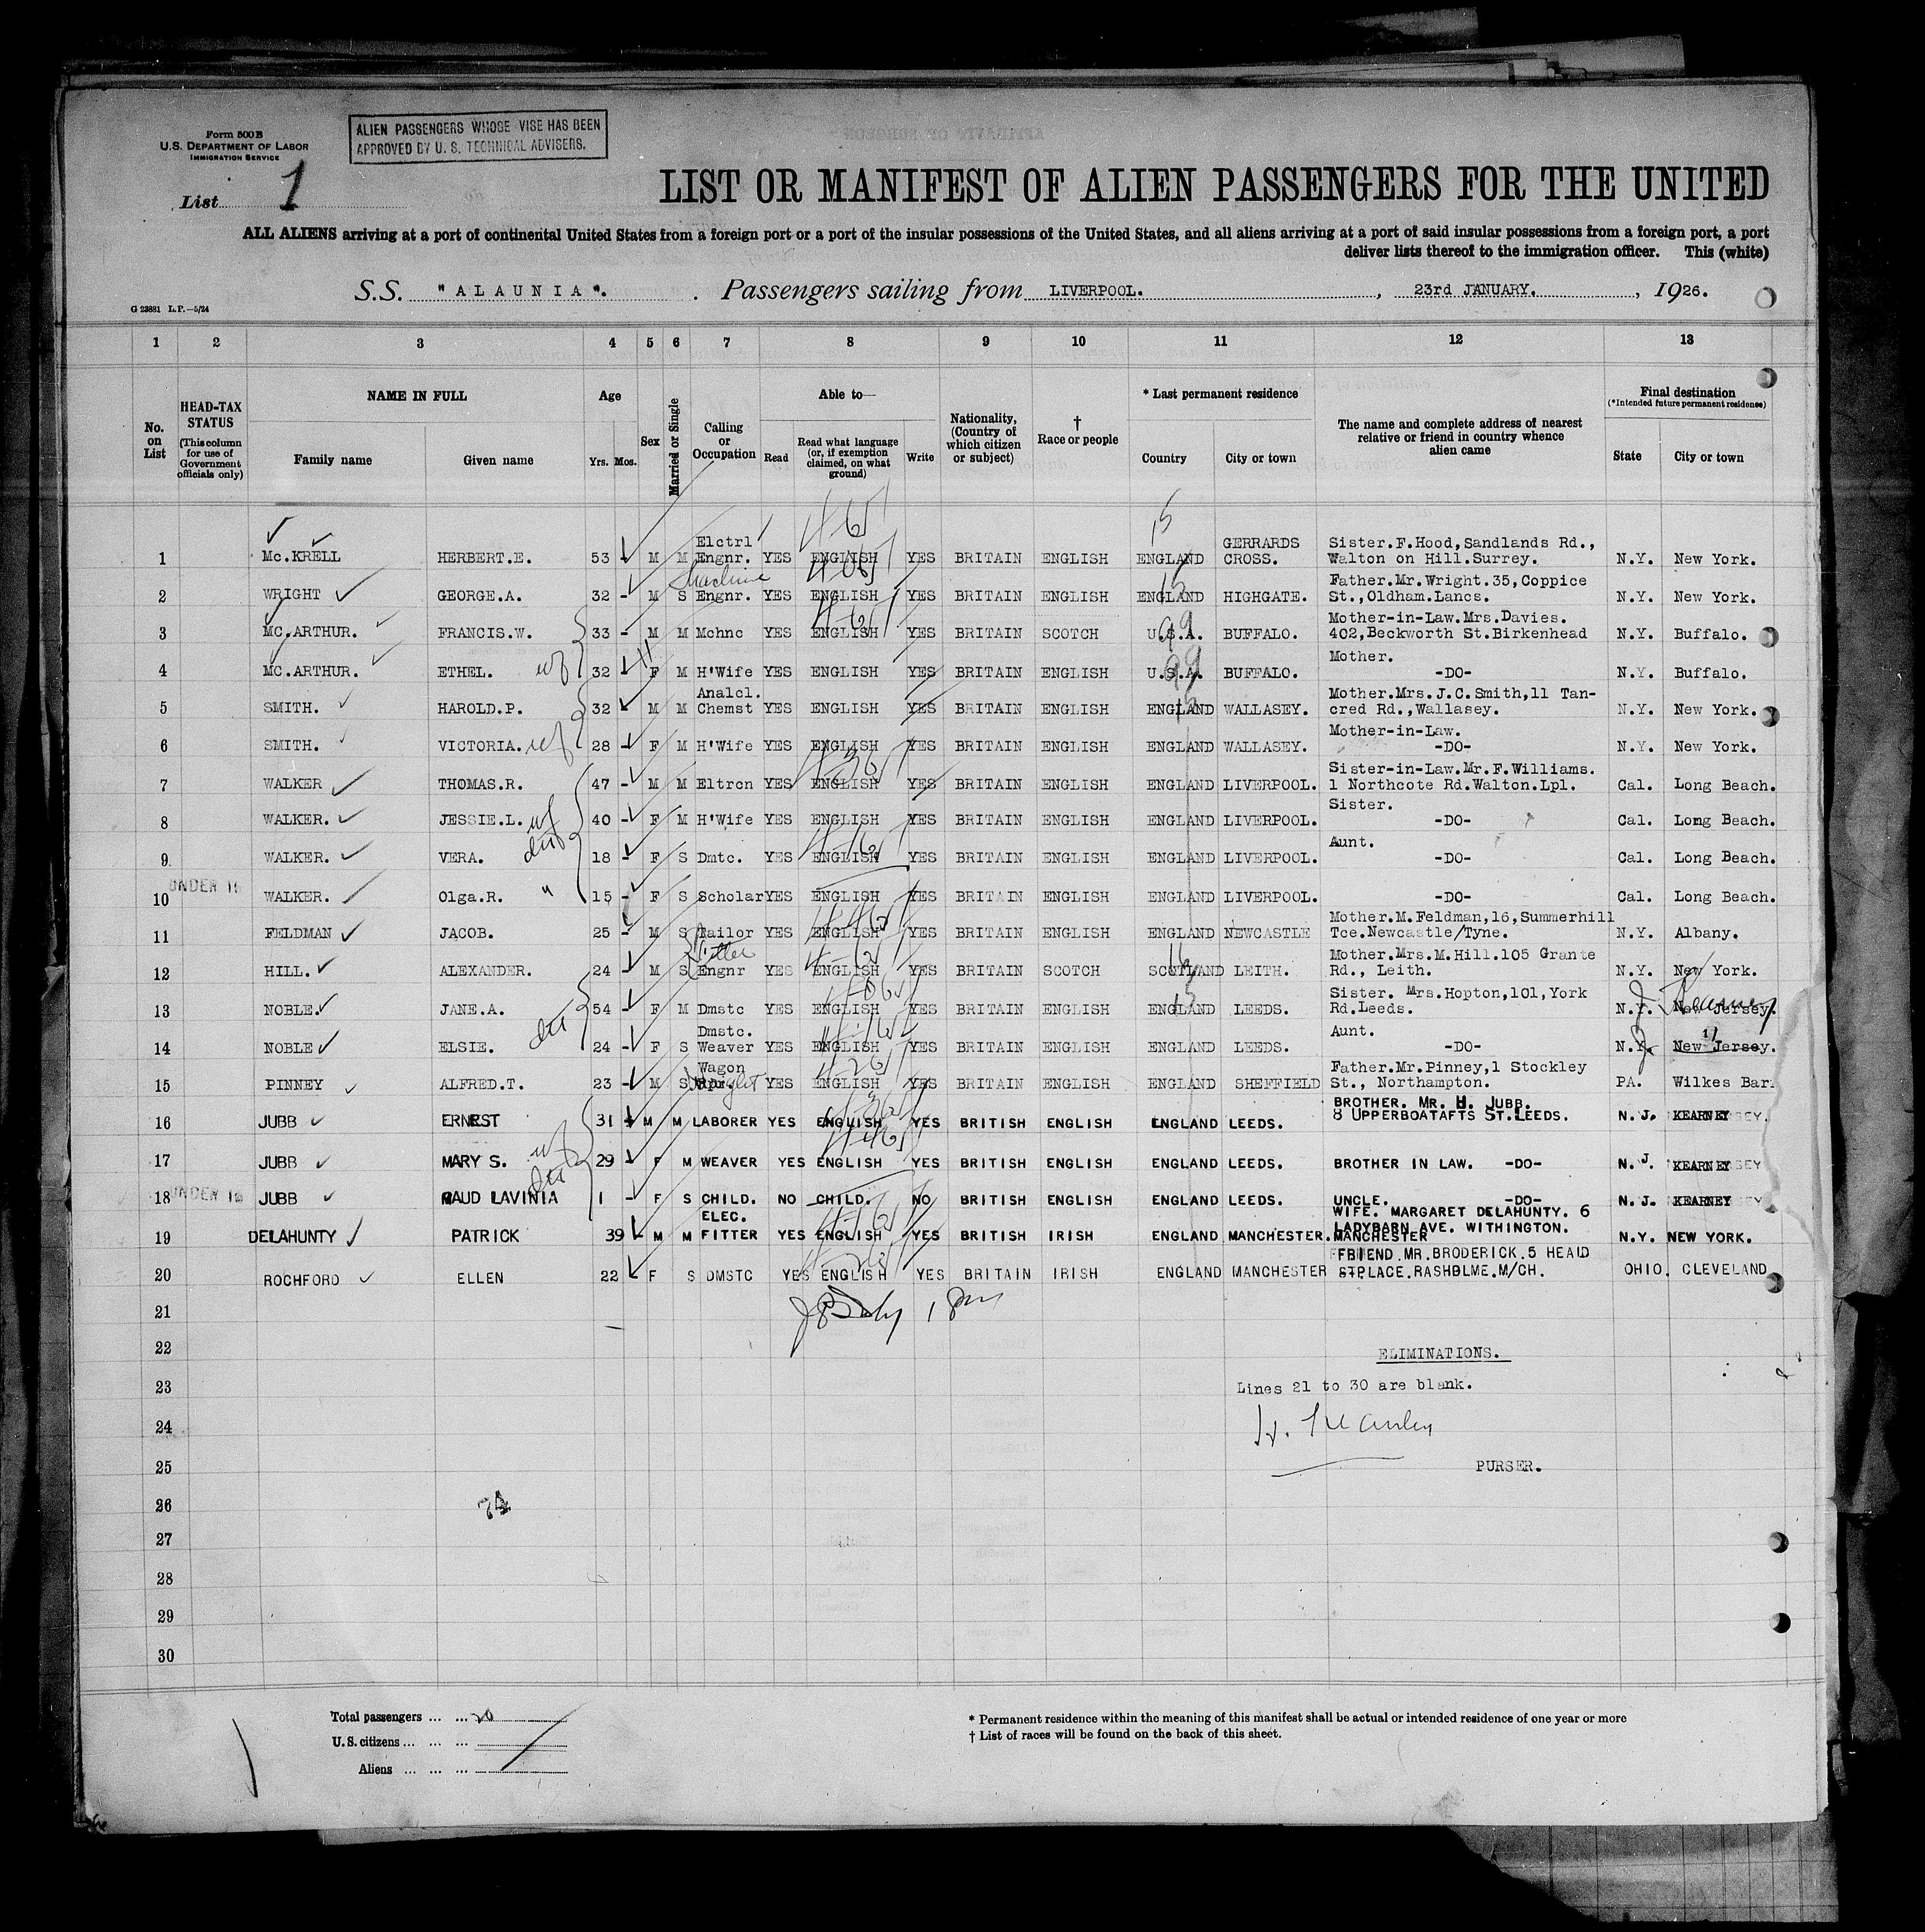 Form 500 B
U.S. DEPARTMENT OF LABOR
IMMIGRATION SERVICE
ALIEN PASSENGERS WHOSE VISE HAS BEEN
APPROVED BY U. S. TECHNICAL ADVISERS.
List 1
LIST OR MANIFEST OF ALIEN PASSENGERS FOR THE UNITED
ALL ALIENS arriving at a port of continental United States from a foreign port or a port of the insular possessions of the United States, and all aliens arriving at a port of said insular possessions from a foreign port, a port
deliver lists thereof to the immigration officer. This (white)
S.S. "ALAUNIA". Passengers sailing from LIVERPOOL. , 23rd JANUARY. , 1926.
G 23881 L.P.—5/24
1 2 3 4 5 6 7 8 9 10 11 12 13
No. on List
HEAD-TAX STATUS
(This column for use of Government officials only)
NAME IN FULL
Family name Given name
Age
Yrs. Mos.
Sex
Married or Single
Calling or Occupation
Able to—
Read
Read what language (or, if exemption claimed, on what ground)
Write
Nationality, (Country of which citizen or subject)
† Race or people
* Last permanent residence
Country City or town
The name and complete address of nearest relative or friend in country whence alien came
Final destination
(*Intended future permanent residence)
State City or town
1 Mc.KRELL HERBERT.E. 53 M M Elctrl Engnr. YES ENGLISH YES BRITAIN ENGLISH ENGLAND GERRARDS CROSS. Sister.F.Hood,Sandlands Rd., Walton on Hill.Surrey. N.Y. New York.
2 WRIGHT GEORGE.A. 32 - M S Machine Engnr. YES ENGLISH YES BRITAIN ENGLISH ENGLAND HIGHGATE. Father.Mr.Wright.35,Coppice St.,Oldham.Lancs. N.Y. New York.
3 MC.ARTHUR. FRANCIS.W. 33 - M M Mchnc YES ENGLISH YES BRITAIN SCOTCH U.S.A. BUFFALO. Mother-in-Law.Mrs.Davies. 402,Beckworth St.Birkenhead N.Y. Buffalo.
4 MC.ARTHUR. ETHEL. wf 32 F M H'Wife YES ENGLISH YES BRITAIN ENGLISH U.S.A. BUFFALO. Mother. -DO- N.Y. Buffalo.
5 SMITH. HAROLD.P. 32 M M Analcl. Chemst YES ENGLISH YES BRITAIN ENGLISH ENGLAND WALLASEY. Mother.Mrs.J.C.Smith,11 Tan- cred Rd.,Wallasey. N.Y. New York.
6 SMITH. VICTORIA. wf 28 - F M H'Wife YES ENGLISH YES BRITAIN ENGLISH ENGLAND WALLASEY. Mother-in-Law. -DO- N.Y. New York.
7 WALKER THOMAS.R. 47 - M M Eltrcn YES ENGLISH YES BRITAIN ENGLISH ENGLAND LIVERPOOL. Sister-in-Law.Mr.F.Williams. 1 Northcote Rd.Walton.Lpl. Cal. Long Beach.
8 WALKER. JESSIE.L. wf 40 - F M H'Wife YES ENGLISH YES BRITAIN ENGLISH ENGLAND LIVERPOOL. Sister. -DO- Cal. Long Beach.
9. WALKER. VERA. 18 - F S Dmtc. YES ENGLISH YES BRITAIN ENGLISH ENGLAND LIVERPOOL. Aunt. -DO- Cal. Long Beach.
UNDER 16
10 WALKER. Olga.R. " 15 - F S Scholar YES ENGLISH YES BRITAIN ENGLISH ENGLAND LIVERPOOL. -DO- Cal. Long Beach.
11 FELDMAN JACOB. 25 - M S Tailor YES ENGLISH YES BRITAIN ENGLISH ENGLAND NEWCASTLE Mother.M.Feldman,16,Summerhill Tce.Newcastle/Tyne. N.Y. Albany.
12 HILL. ALEXANDER. 24 - M S Fitter Engnr YES ENGLISH YES BRITAIN SCOTCH SCOTLAND LEITH. Mother.Mrs.M.Hill.105 Grante Rd., Leith. N.Y. New York.
13 NOBLE. JANE.A. 54 - F M Dmstc YES ENGLISH YES BRITAIN ENGLISH ENGLAND LEEDS. Sister. Mrs.Hopton,101,York Rd.Leeds. N.Y. J. New Jersey. Kearney
14 NOBLE ELSIE. 24 - F S Dmstc. Weaver YES ENGLISH YES BRITAIN ENGLISH ENGLAND LEEDS. Aunt. -DO- N.Y. J. New Jersey. "
15 PINNEY ALFRED.T. 23 - M S Wagon YES ENGLISH YES BRITAIN ENGLISH ENGLAND SHEFFIELD Father.Mr.Pinney,1 Stockley St., Northampton. PA. Wilkes Bar.
16 JUBB ERNEST 31 M M LABORER YES ENGLISH YES BRITISH ENGLISH ENGLAND LEEDS. BROTHER. MR. H. JUBB. 8 UPPERBOATAFTS ST.LEEDS. N. J. KEARNEY
17 JUBB MARY S. wf 29 - F M WEAVER YES ENGLISH YES BRITISH ENGLISH ENGLAND LEEDS. BROTHER IN LAW. -DO- N. J. KEARNEY
UNDER 16
18 JUBB MAUD LAVINIA 1 - F S CHILD. NO CHILD. NO BRITISH ENGLISH ENGLAND LEEDS. UNCLE. -DO- N. J. KEARNEY
19 DELAHUNTY PATRICK 39 M M ELEC. FITTER YES ENGLISH YES BRITISH IRISH ENGLAND MANCHESTER. WIFE. MARGARET DELAHUNTY. 6 LADYBARN AVE. WITHINGTON. MANCHESTER N.Y. NEW YORK.
20 ROCHFORD ELLEN 22 F S DMSTC YES ENGLISH YES BRITAIN IRISH ENGLAND MANCHESTER FRIEND MR.BRODERICK.5 HEALD PLACE.RASHOLME.M/CH. OHIO. CLEVELAND
21
22 ELIMINATIONS.
23 Lines 21 to 30 are blank.
24
25 PURSER.
26 74
27
28
29
30
Total passengers ... ... 20
U.S. citizens ... ... ...
Aliens ... ... ...
* Permanent residence within the meaning of this manifest shall be actual or intended residence of one year or more
† List of races will be found on the back of this sheet.